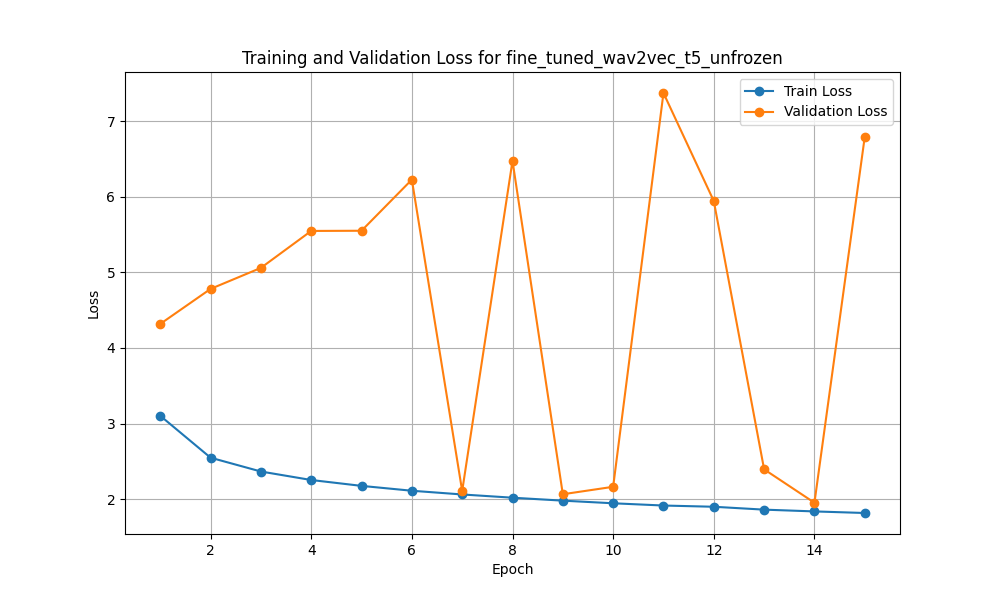 Training and Validation Loss for fine_tuned_wav2vec_t5_unfrozen
Train Loss
Validation Loss
7
6
5
4
3
2
Loss
2
4
6
8
10
12
14
Epoch